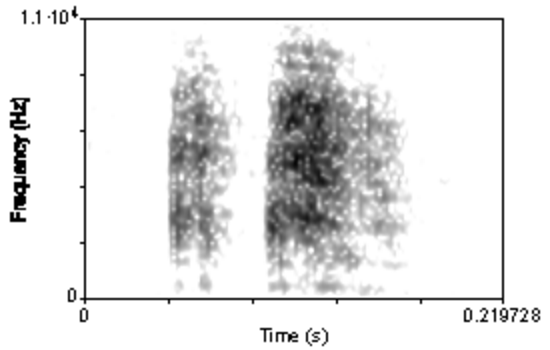 1.1·10⁴
Frequency (Hz)
0
0
0.219728
Time (s)